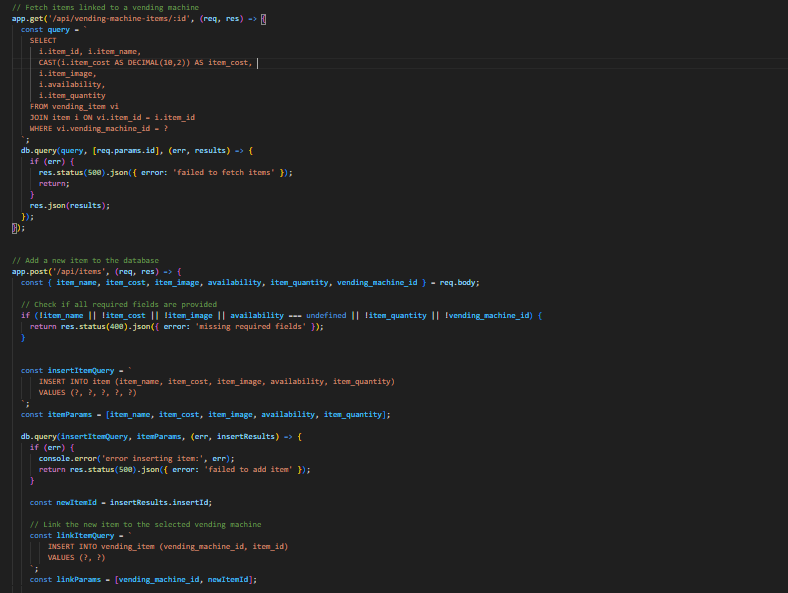 // Fetch items linked to a vending machine
app.get('/api/vending-machine-items/:id', (req, res) => {
  const query = `
    SELECT
      i.item_id, i.item_name,
      CAST(i.item_cost AS DECIMAL(10,2)) AS item_cost,
      i.item_image,
      i.availability,
      i.item_quantity
    FROM vending_item vi
    JOIN item i ON vi.item_id = i.item_id
    WHERE vi.vending_machine_id = ?
  `;
  db.query(query, [req.params.id], (err, results) => {
    if (err) {
      res.status(500).json({ error: 'failed to fetch items' });
      return;
    }
    res.json(results);
  });
});
// Add a new item to the database
app.post('/api/items', (req, res) => {
  const { item_name, item_cost, item_image, availability, item_quantity, vending_machine_id } = req.body;
  // Check if all required fields are provided
  if (!item_name || !item_cost || !item_image || availability === undefined || !item_quantity || !vending_machine_id) {
    return res.status(400).json({ error: 'missing required fields' });
  }
  const insertItemQuery = `
      INSERT INTO item (item_name, item_cost, item_image, availability, item_quantity)
      VALUES (?, ?, ?, ?, ?)
  `;
  const itemParams = [item_name, item_cost, item_image, availability, item_quantity];
  db.query(insertItemQuery, itemParams, (err, insertResults) => {
    if (err) {
      console.error('error inserting item:', err);
      return res.status(500).json({ error: 'failed to add item' });
    }
    const newItemId = insertResults.insertId;
    // Link the new item to the selected vending machine
    const linkItemQuery = `
        INSERT INTO vending_item (vending_machine_id, item_id)
        VALUES (?, ?)
    `;
    const linkParams = [vending_machine_id, newItemId];